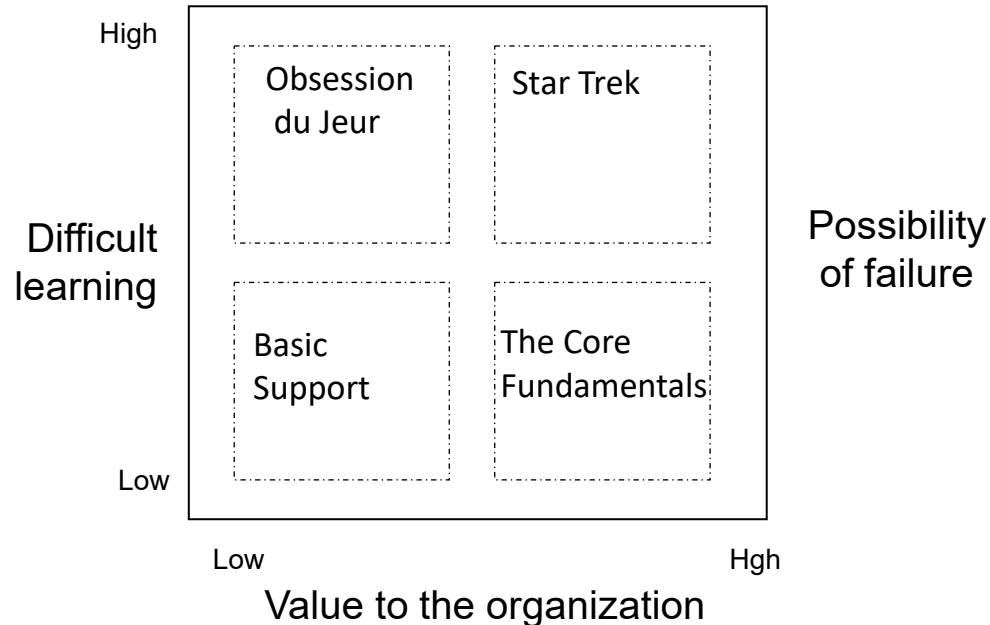 High
Obsession
du Jeur
Star Trek
Difficult
learning
Possibility
of failure
Basic
Support
The Core
Fundamentals
Low
Low
Hgh
Value to the organization